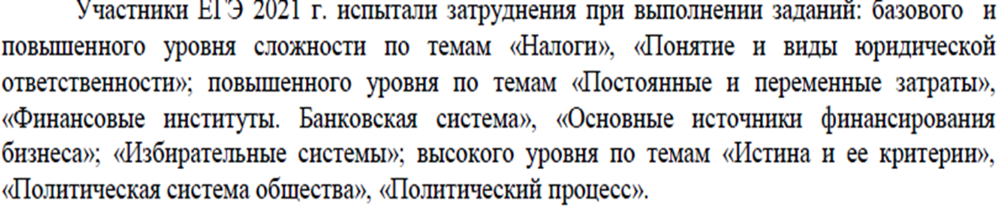 Участники ЕГЭ 2021 г. испытали затруднения при выполнении заданий: базового и
повышенного уровня сложности по темам «Налоги», «Понятие и виды юридической
ответственности»; повышенного уровня по темам «Постоянные и переменные затраты»,
«Финансовые институты. Банковская система», «Основные источники финансирования
бизнеса»; «Избирательные системы»; высокого уровня по темам «Истина и ее критерии»,
«Политическая система общества», «Политический процесс».